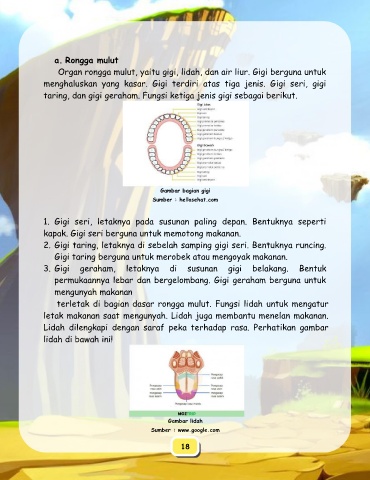 a. Rongga mulut
Organ rongga mulut, yaitu gigi, lidah, dan air liur. Gigi berguna untuk
menghaluskan yang kasar. Gigi terdiri atas tiga jenis. Gigi seri, gigi
taring, dan gigi geraham. Fungsi ketiga jenis gigi sebagai berikut.
Gambar bagian gigi
Sumber : hellosehat.com
1. Gigi seri, letaknya pada susunan paling depan. Bentuknya seperti
kapak. Gigi seri berguna untuk memotong makanan.
2. Gigi taring, letaknya di sebelah samping gigi seri. Bentuknya runcing.
Gigi taring berguna untuk merobek atau mengoyak makanan.
3. Gigi geraham, letaknya di susunan gigi belakang. Bentuk
permukaannya lebar dan bergelombang. Gigi geraham berguna untuk
mengunyah makanan
terletak di bagian dasar rongga mulut. Fungsi lidah untuk mengatur
letak makanan saat mengunyah. Lidah juga membantu menelan makanan.
Lidah dilengkapi dengan saraf peka terhadap rasa. Perhatikan gambar
lidah di bawah ini!
Gambar lidah
Sumber : www.google.com
18